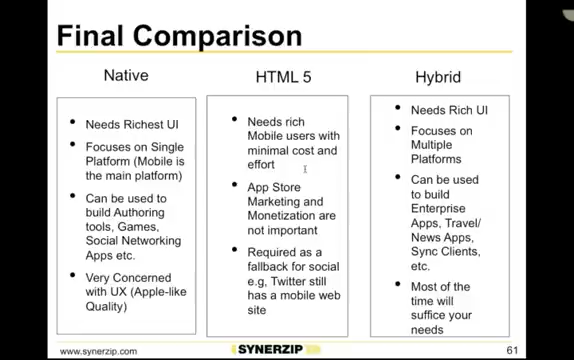 Final Comparison
Native
HTML 5
Hybrid
• Needs Richest UI
• Focuses on Single
Platform (Mobile is
the main platform)
• Can be used to
build Authoring
tools, Games,
Social Networking
Apps etc.
• Very Concerned
with UX (Apple-like
Quality)
• Needs rich
Mobile users with
minimal cost and
effort
• App Store
Marketing and
Monetization are
not important
• Required as a
fallback for social
e.g, Twitter still
has a mobile web
site
• Needs Rich UI
• Focuses on
Multiple
Platforms
• Can be used
to build
Enterprise
Apps, Travel/
News Apps,
Sync Clients,
etc.
• Most of the
time will
suffice your
needs
www.synerzip.com
SYNERZIP
61